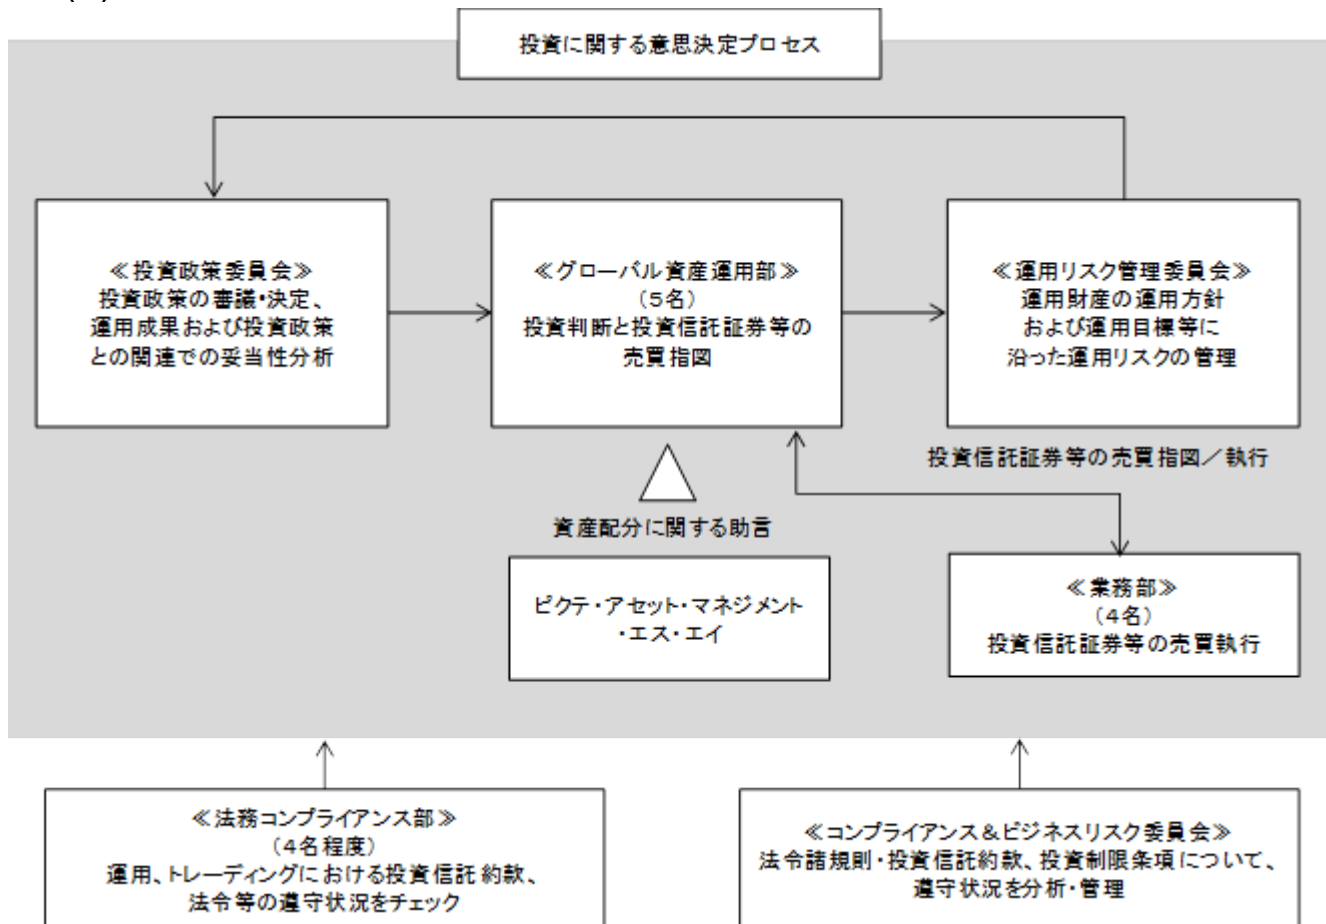 投資に関する意思決定プロセス
≪投資政策委員会≫
投資政策の審議・決定、
運用成果および投資政策
との関連での妥当性分析
≪グローバル資産運用部≫
（5名）
投資判断と投資信託証券等の
売買指図
≪運用リスク管理委員会≫
運用財産の運用方針
および運用目標等に
沿った運用リスクの管理
投資信託証券等の売買指図／執行
資産配分に関する助言
ピクテ・アセット・マネジメント
・エス・エイ
≪業務部≫
（4名）
投資信託証券等の売買執行
≪法務コンプライアンス部≫
（4名程度）
運用、トレーディングにおける投資信託約款、
法令等の遵守状況をチェック
≪コンプライアンス＆ビジネスリスク委員会≫
法令諸規則・投資信託約款、投資制限条項について、
遵守状況を分析・管理